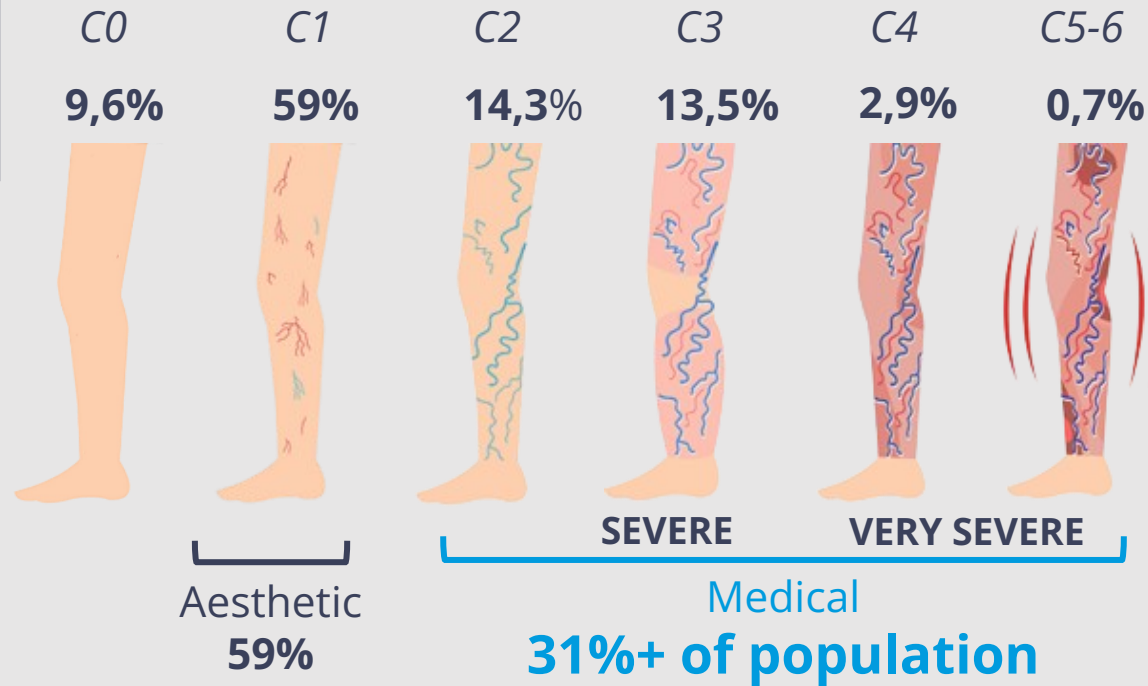 C0 C1 C2 C3 C4 C5-6
9,6% 59% 14,3% 13,5% 2,9% 0,7%
SEVERE VERY SEVERE
Aesthetic Medical
59% 31%+ of population